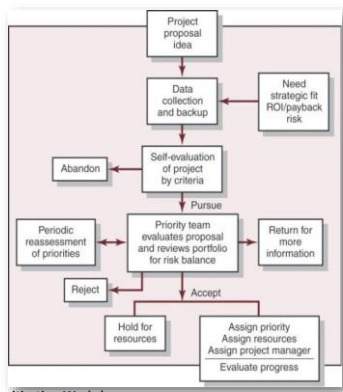 Project
proposal
idea
Data
collection
and backup
Need
strategic fit
ROI/payback
risk
Self-evaluation
of project
by criteria
Abandon
Pursue
Periodic
reassessment
of priorities
Priority team
evaluates proposal
and reviews portfolio
for risk balance
Return for
more
information
Reject
Accept
Hold for
resources
Assign priority
Assign resources
Assign project manager
Evaluate progress